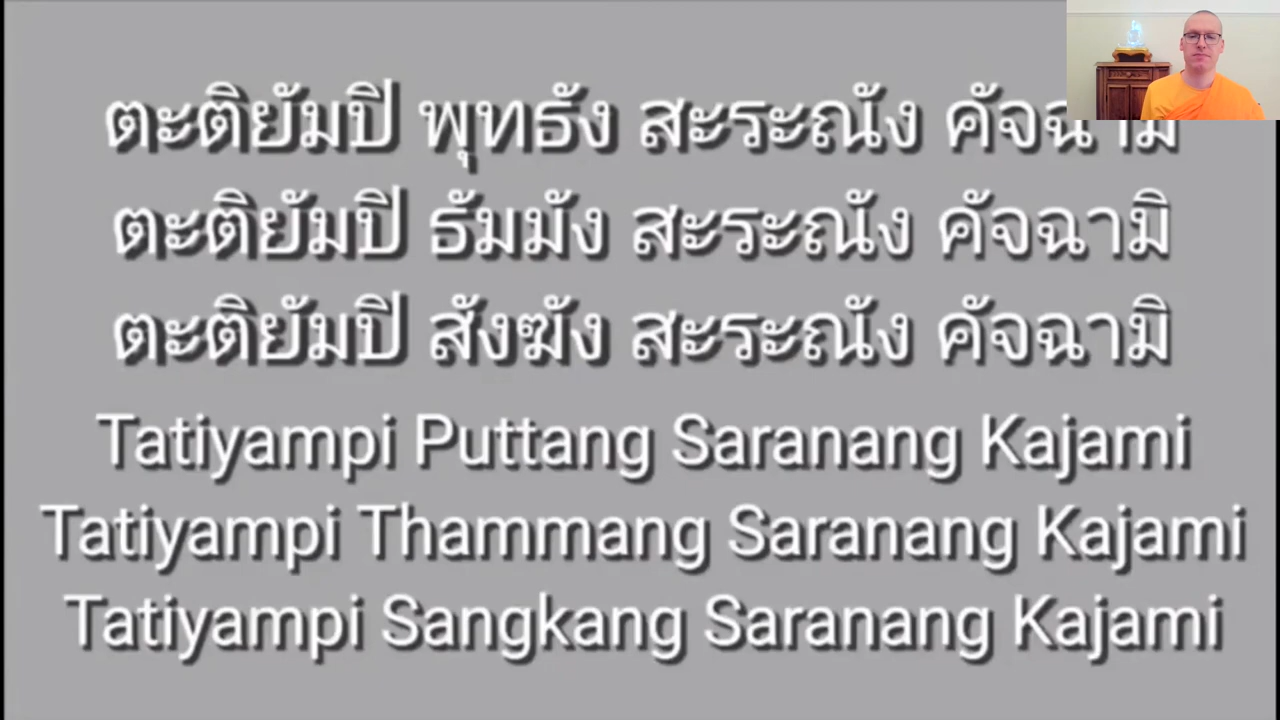 ตะติยัมปิ พุทธัง สะระณัง คัจฉามิ
ตะติยัมปิ ธัมมัง สะระณัง คัจฉามิ
ตะติยัมปิ สังฆัง สะระณัง คัจฉามิ
Tatiyampi Puttang Saranang Kajami
Tatiyampi Thammang Saranang Kajami
Tatiyampi Sangkang Saranang Kajami